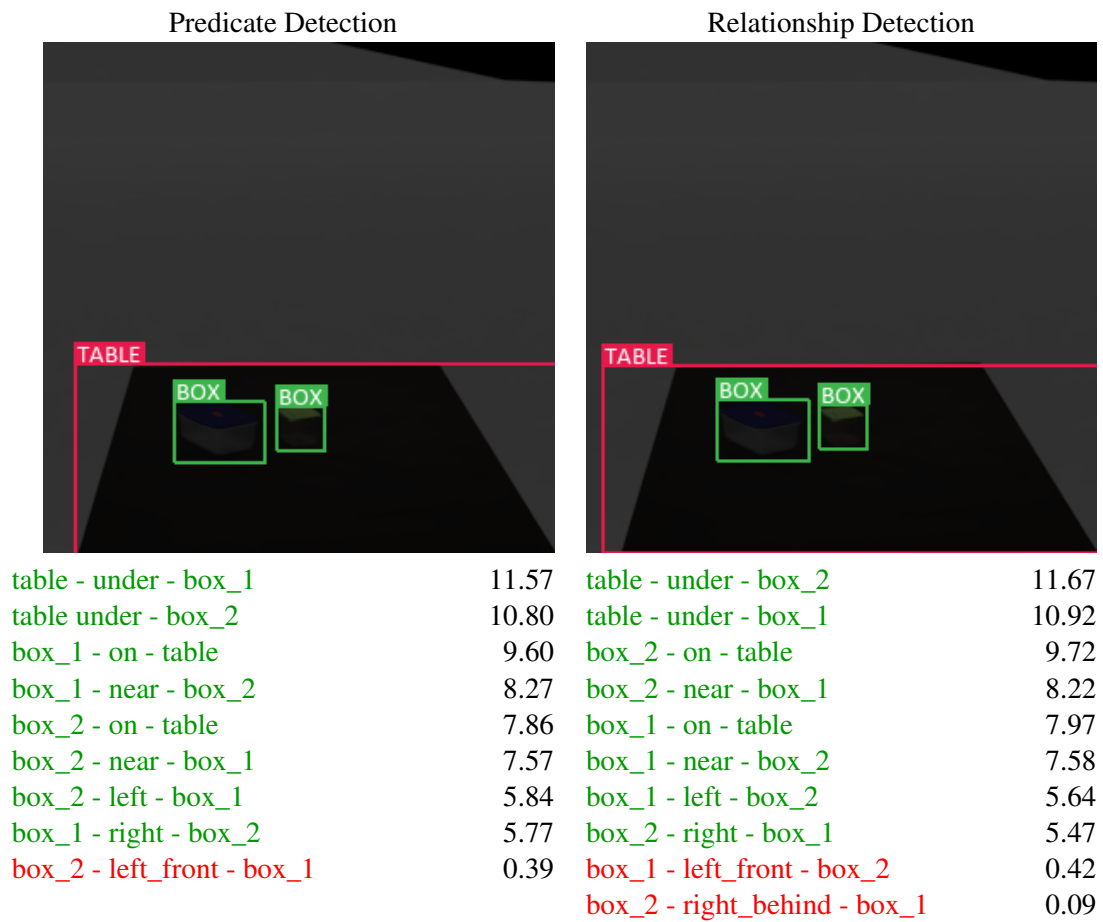 Predicate Detection
Relationship Detection
TABLE
BOX
BOX
TABLE
BOX
BOX
table - under - box_1 11.57
table under - box_2 10.80
box_1 - on - table 9.60
box_1 - near - box_2 8.27
box_2 - on - table 7.86
box_2 - near - box_1 7.57
box_2 - left - box_1 5.84
box_1 - right - box_2 5.77
box_2 - left_front - box_1 0.39
table - under - box_2 11.67
table - under - box_1 10.92
box_2 - on - table 9.72
box_2 - near - box_1 8.22
box_1 - on - table 7.97
box_1 - near - box_2 7.58
box_1 - left - box_2 5.64
box_2 - right - box_1 5.47
box_1 - left_front - box_2 0.42
box_2 - right_behind - box_1 0.09